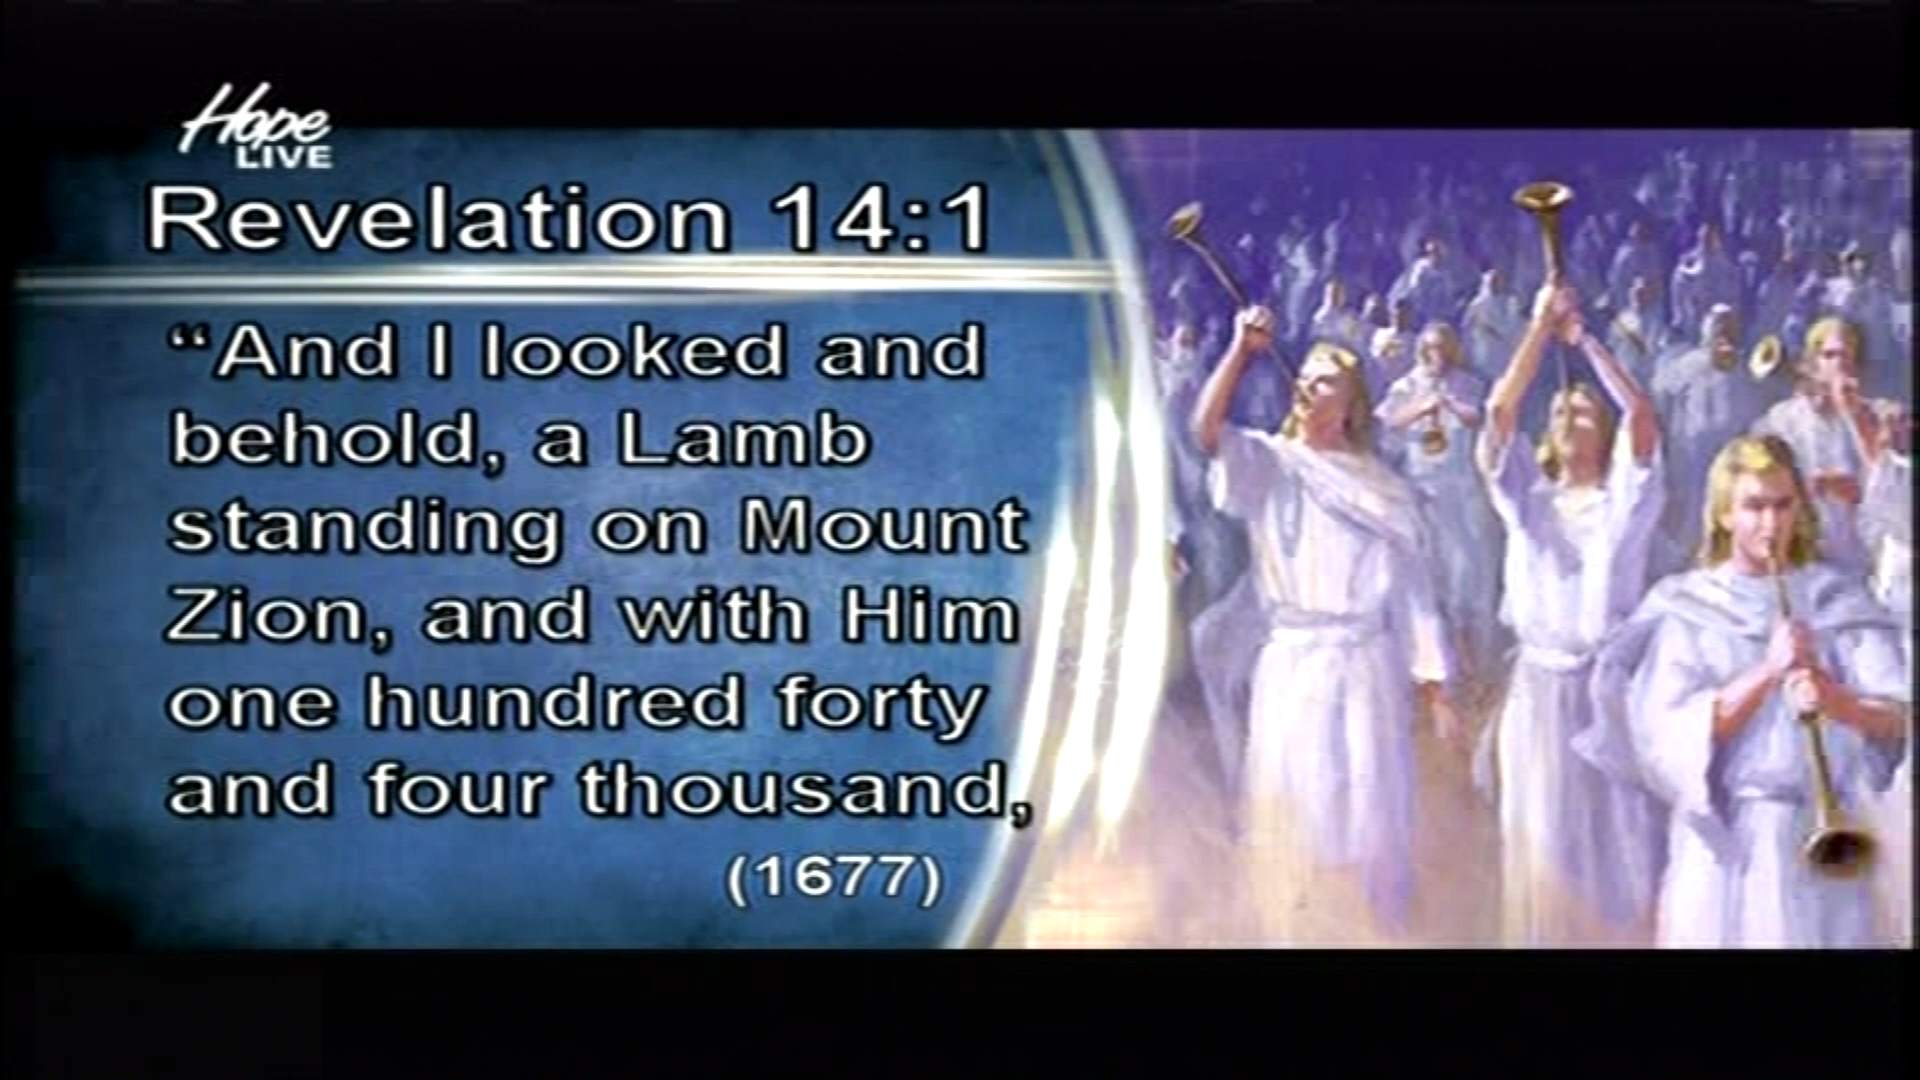 Hope
LIVE
Revelation 14:1
“And I looked and
behold, a Lamb
standing on Mount
Zion, and with Him
one hundred forty
and four thousand,
(1677)